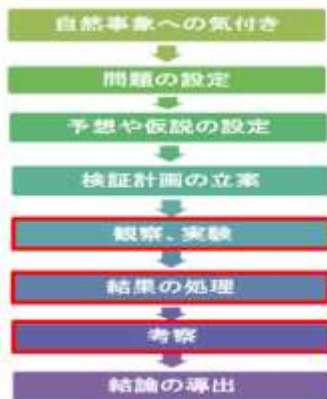 自然事象への気付き
問題の設定
予想や仮説の設定
検証計画の立案
観察、実験
結果の処理
考察
結論の導出